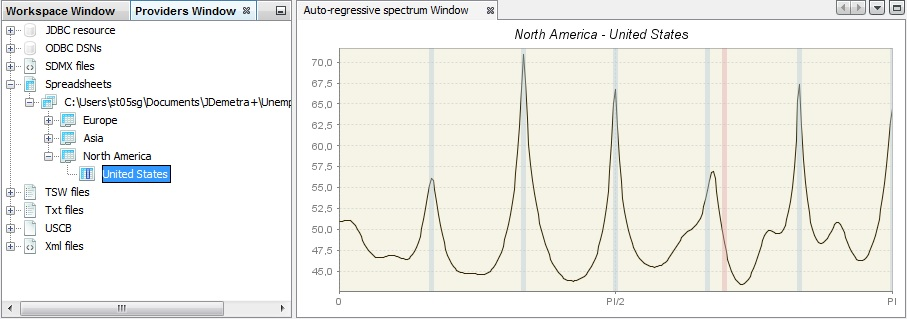 Workspace Window Providers Window
JDBC resource
ODBC DSNs
SDMX files
Spreadsheets
C:\Users\st05sg\Documents\JDemetra+\Unemp
Europe
Asia
North America
United States
TSW files
Txt files
USCB
Xml files
Auto-regressive spectrum Window
North America - United States
70,0
67,5
65,0
62,5
60,0
57,5
55,0
52,5
50,0
47,5
45,0
0 PI/2 PI